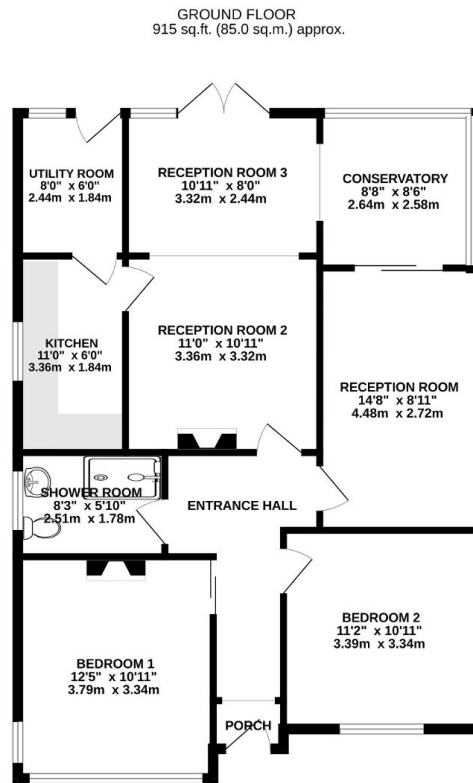 GROUND FLOOR
915 sq.ft. (85.0 sq.m.) approx.
UTILITY ROOM
8'0" x 6'0"
2.44m x 1.84m
RECEPTION ROOM 3
10'11" x 8'0"
3.32m x 2.44m
CONSERVATORY
8'8" x 8'6"
2.64m x 2.58m
KITCHEN
11'0" x 6'0"
3.36m x 1.84m
RECEPTION ROOM 2
11'0" x 10'11"
3.36m x 3.32m
RECEPTION ROOM
14'8" x 8'11"
4.48m x 2.72m
SHOWER ROOM
8'3" x 5'10"
2.51m x 1.78m
ENTRANCE HALL
BEDROOM 2
11'2" x 10'11"
3.39m x 3.34m
BEDROOM 1
12'5" x 10'11"
3.79m x 3.34m
PORCH